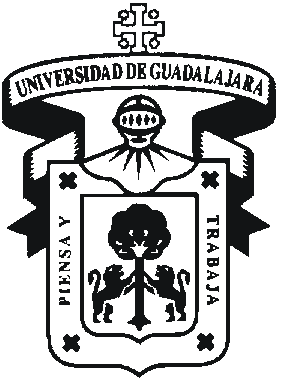 UNIVERSIDAD DE GUADALAJARA
PIENSA Y
TRABAJA